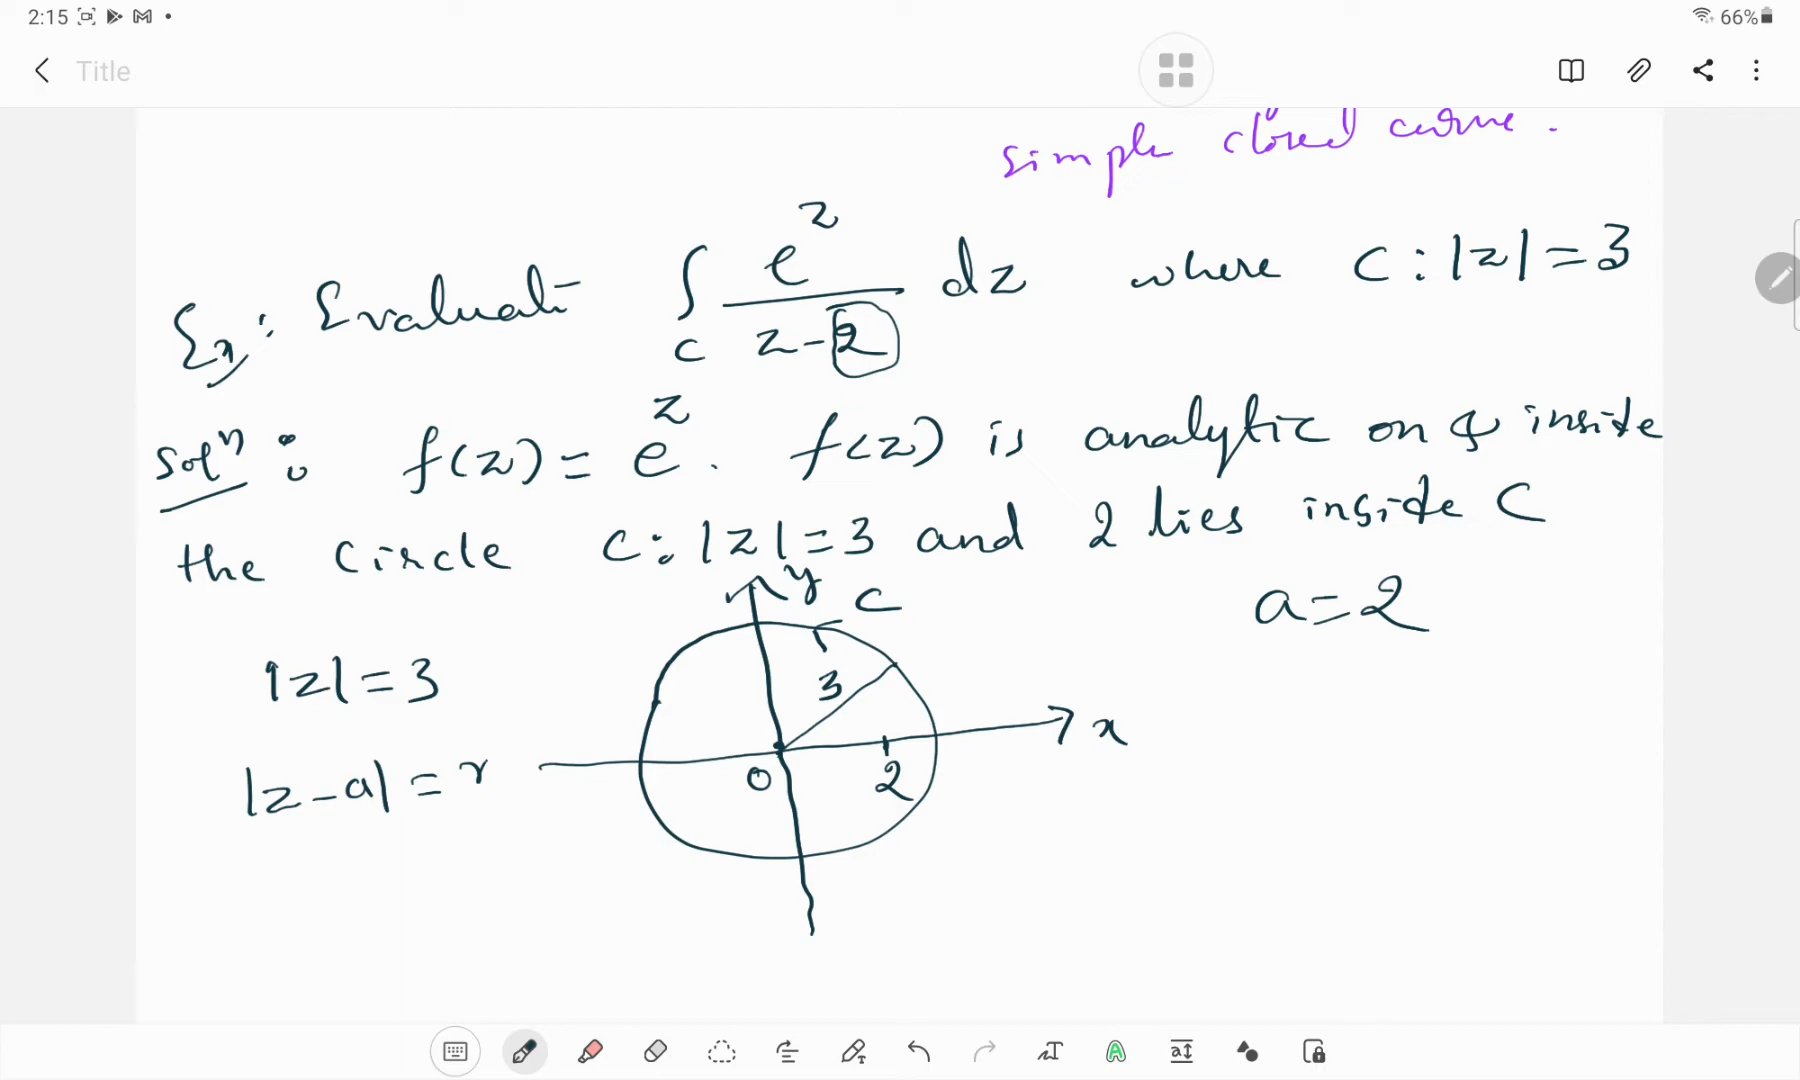 2:15 66%
Title
simple closed curve.
Ex: Evaluate ∫_C e^z/(z-2) dz where C: |z|=3
Solⁿ: f(z) = e^z. f(z) is analytic on & inside
the circle C: |z|=3 and 2 lies inside C
y C a=2
|z|=3 3
x
|z-a|=r 0 2